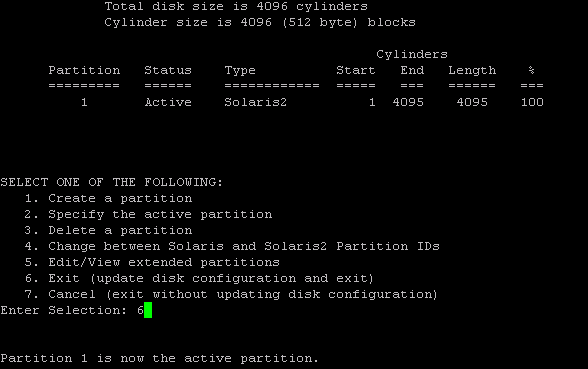 Total disk size is 4096 cylinders
Cylinder size is 4096 (512 byte) blocks
Cylinders
Partition Status Type Start End Length %
========= ====== ============ ===== === ====== ===
1 Active Solaris2 1 4095 4095 100
SELECT ONE OF THE FOLLOWING:
1. Create a partition
2. Specify the active partition
3. Delete a partition
4. Change between Solaris and Solaris2 Partition IDs
5. Edit/View extended partitions
6. Exit (update disk configuration and exit)
7. Cancel (exit without updating disk configuration)
Enter Selection: 6
Partition 1 is now the active partition.